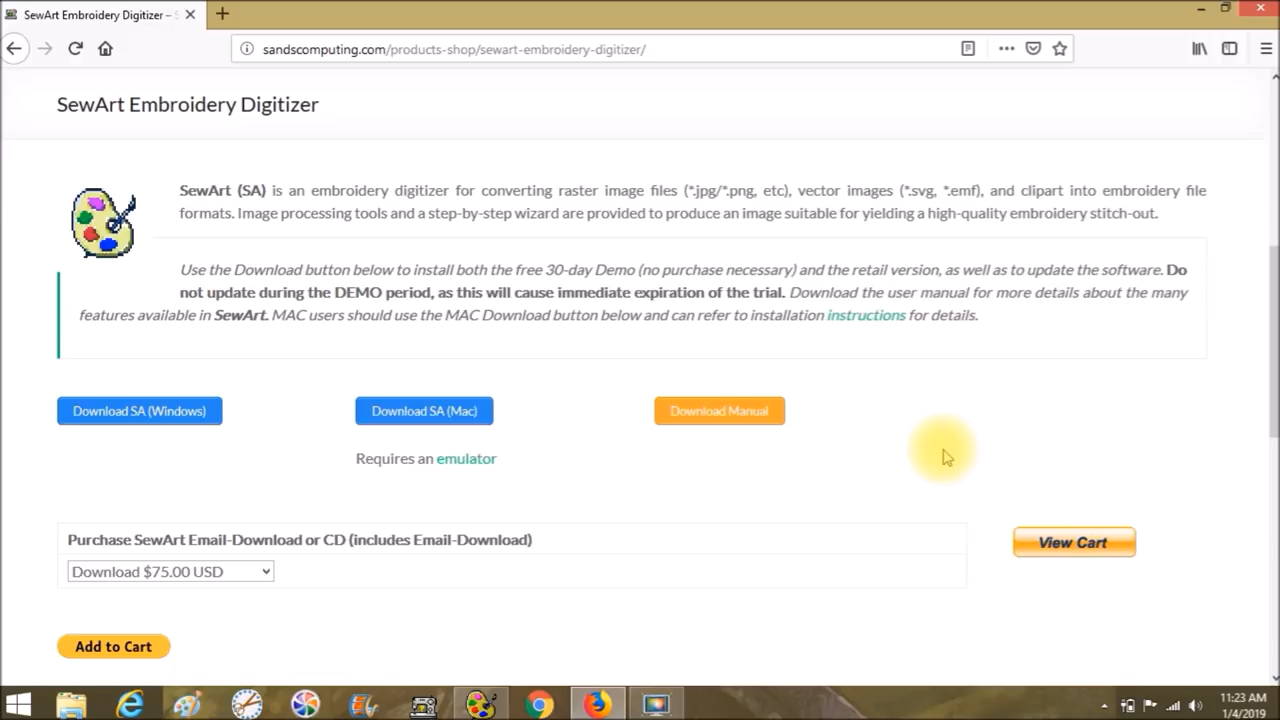 SewArt Embroidery Digitizer – S
sandscomputing.com/products-shop/sewart-embroidery-digitizer/
SewArt Embroidery Digitizer
SewArt (SA) is an embroidery digitizer for converting raster image files (*.jpg/*.png, etc), vector images (*.svg, *.emf), and clipart into embroidery file
formats. Image processing tools and a step-by-step wizard are provided to produce an image suitable for yielding a high-quality embroidery stitch-out.
Use the Download button below to install both the free 30-day Demo (no purchase necessary) and the retail version, as well as to update the software. Do
not update during the DEMO period, as this will cause immediate expiration of the trial. Download the user manual for more details about the many
features available in SewArt. MAC users should use the MAC Download button below and can refer to installation instructions for details.
Download SA (Windows)
Download SA (Mac)
Download Manual
Requires an emulator
Purchase SewArt Email-Download or CD (includes Email-Download)
View Cart
Download $75.00 USD
Add to Cart
11:23 AM
1/4/2019